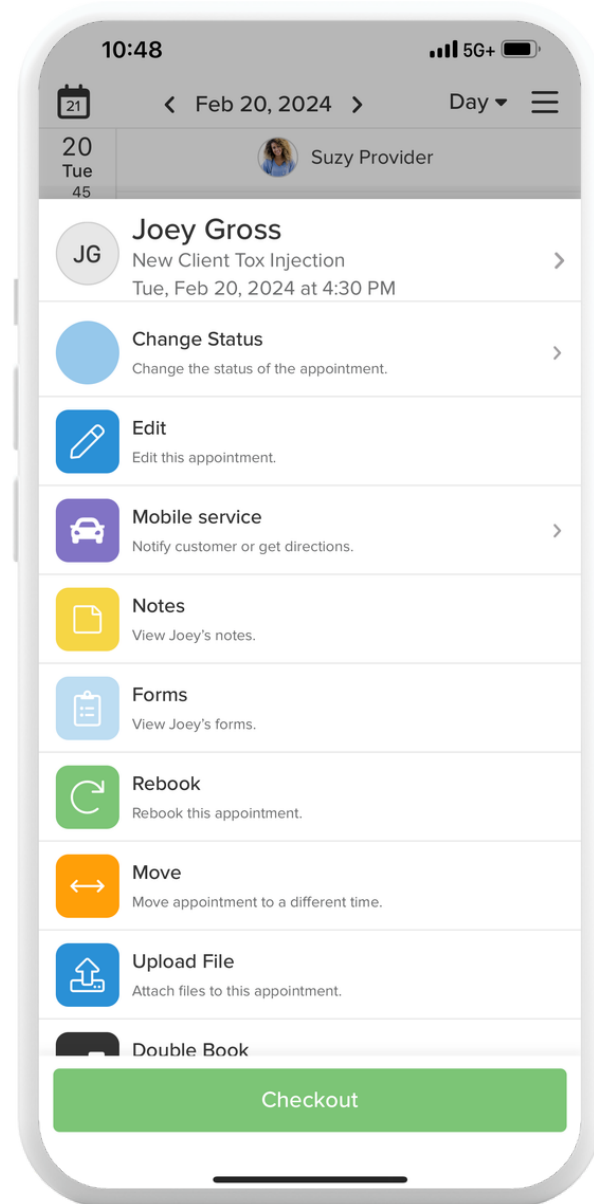 10:48
5G+
21
Feb 20, 2024
Day
20
Tue
45
Suzy Provider
JG
Joey Gross
New Client Tox Injection
Tue, Feb 20, 2024 at 4:30 PM
Change Status
Change the status of the appointment.
Edit
Edit this appointment.
Mobile service
Notify customer or get directions.
Notes
View Joey's notes.
Forms
View Joey's forms.
Rebook
Rebook this appointment.
Move
Move appointment to a different time.
Upload File
Attach files to this appointment.
Double Book
Checkout